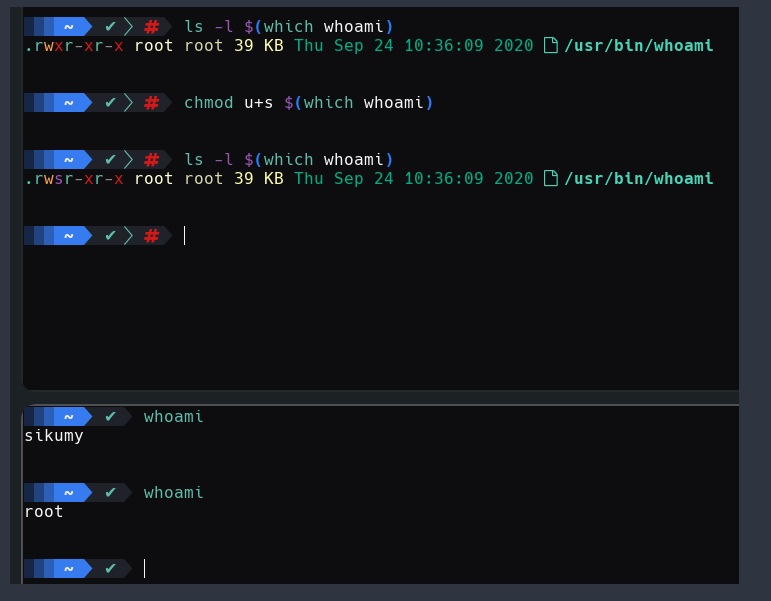 ~ ✔ # ls -l $(which whoami)
.rwxr-xr-x root root 39 KB Thu Sep 24 10:36:09 2020 /usr/bin/whoami
~ ✔ # chmod u+s $(which whoami)
~ ✔ # ls -l $(which whoami)
.rwsr-xr-x root root 39 KB Thu Sep 24 10:36:09 2020 /usr/bin/whoami
~ ✔ #
~ ✔ whoami
sikumy
~ ✔ whoami
root
~ ✔